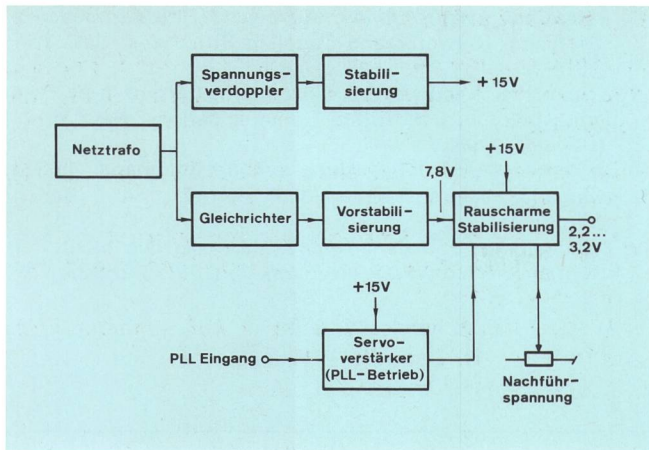 Spannungs-
verdoppler
Stabili-
sierung
+ 15V
Netztrafo
+15V
7,8V
Gleichrichter
Vorstabili-
sierung
Rauscharme
Stabilisierung
2,2...
3,2V
+15V
PLL Eingang
Servo-
verstärker
(PLL-Betrieb)
Nachführ-
spannung